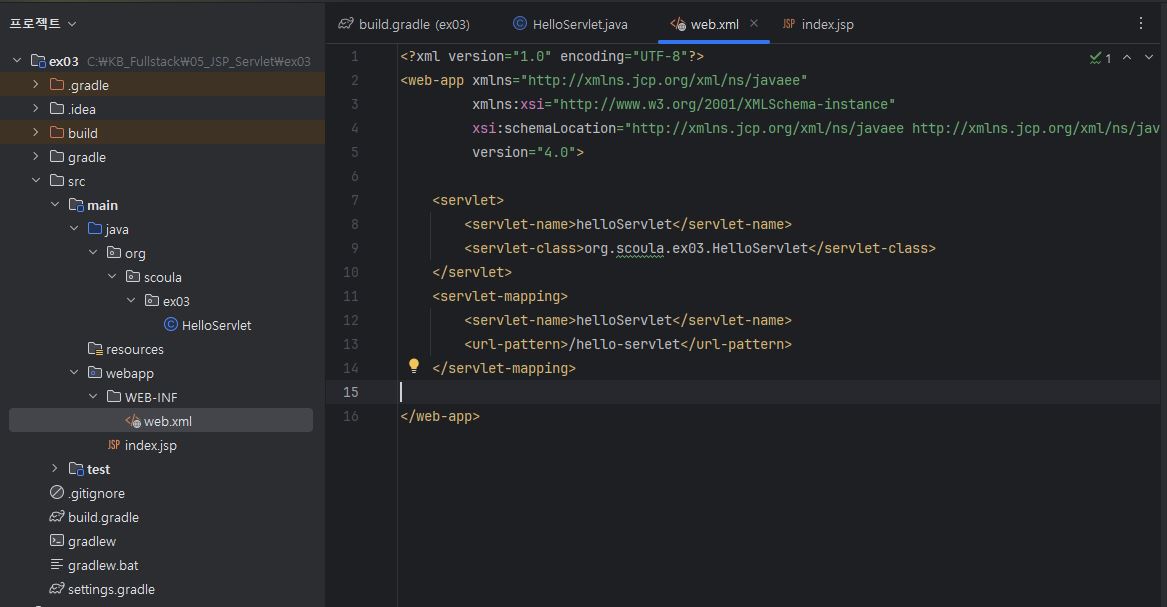 프로젝트
build.gradle (ex03)
HelloServlet.java
web.xml
index.jsp
ex03 C:₩KB_Fullstack₩05_JSP_Servlet₩ex03
.gradle
.idea
build
gradle
src
main
java
org
scoula
ex03
HelloServlet
resources
webapp
WEB-INF
web.xml
JSP index.jsp
test
.gitignore
build.gradle
gradlew
gradlew.bat
settings.gradle
1 <?xml version="1.0" encoding="UTF-8"?>
2 <web-app xmlns="http://xmlns.jcp.org/xml/ns/javaee"
3 xmlns:xsi="http://www.w3.org/2001/XMLSchema-instance"
4 xsi:schemaLocation="http://xmlns.jcp.org/xml/ns/javaee http://xmlns.jcp.org/xml/ns/jav
5 version="4.0">
6
7 <servlet>
8 <servlet-name>helloServlet</servlet-name>
9 <servlet-class>org.scoula.ex03.HelloServlet</servlet-class>
10 </servlet>
11 <servlet-mapping>
12 <servlet-name>helloServlet</servlet-name>
13 <url-pattern>/hello-servlet</url-pattern>
14 </servlet-mapping>
15
16 </web-app>
1